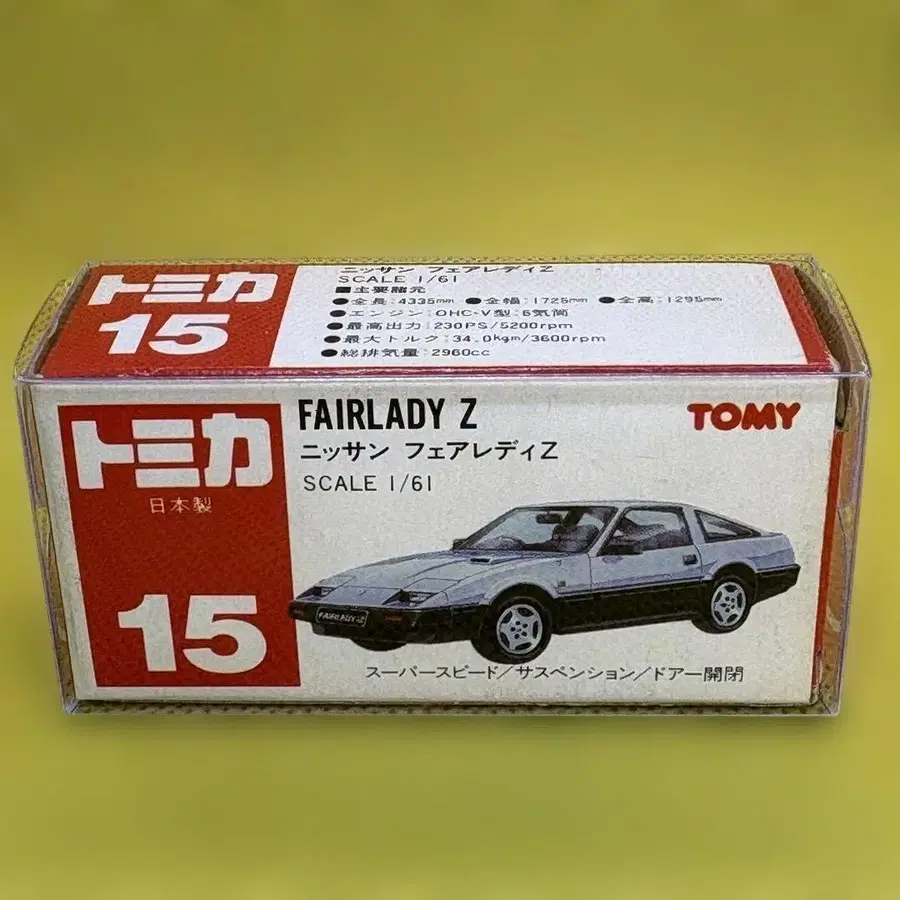 トミカ
15
ニッサン フェアレディZ
SCALE 1/61
■主要諸元
●全長:4335mm ●全幅:1725mm ●全高:1295mm
●エンジン:OHC・V型:6気筒
●最高出力:230PS/5200rpm
●最大トルク:34.0kgm/3600rpm
●総排気量:2960cc
トミカ
日本製
15
FAIRLADY Z
ニッサン フェアレディZ
SCALE 1/61
TOMY
FAIRLADY Z
スーパースピード/サスペンション/ドアー開閉